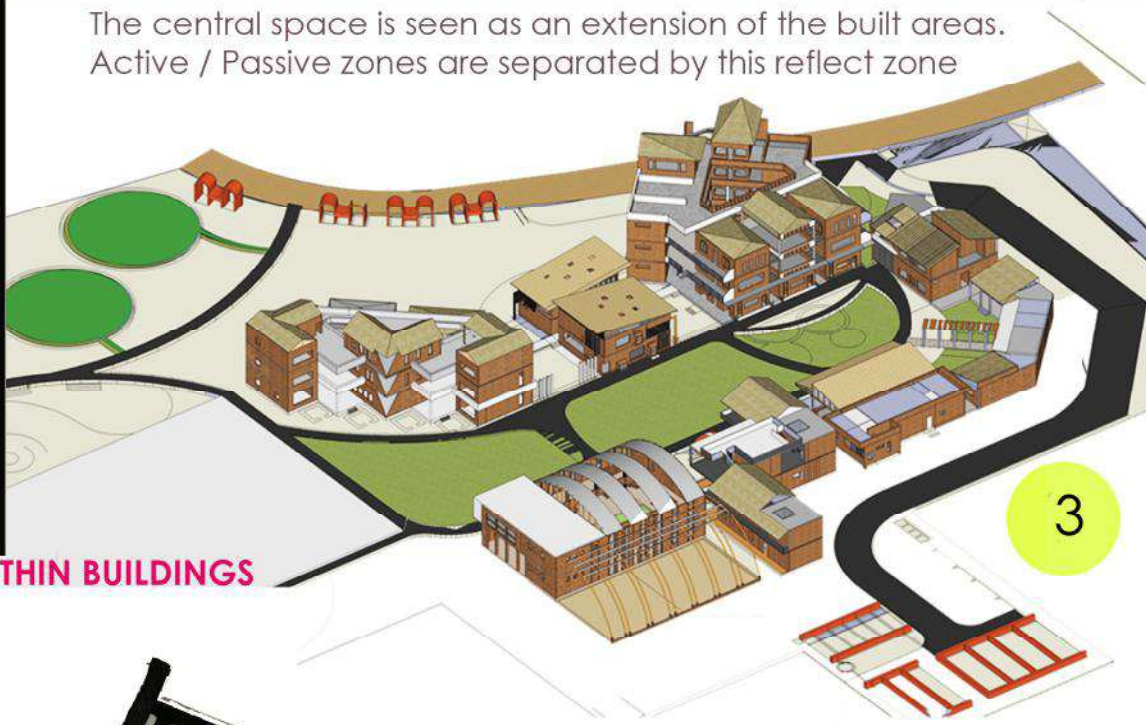 The central space is seen as an extension of the built areas.
Active / Passive zones are separated by this reflect zone
3
THIN BUILDINGS